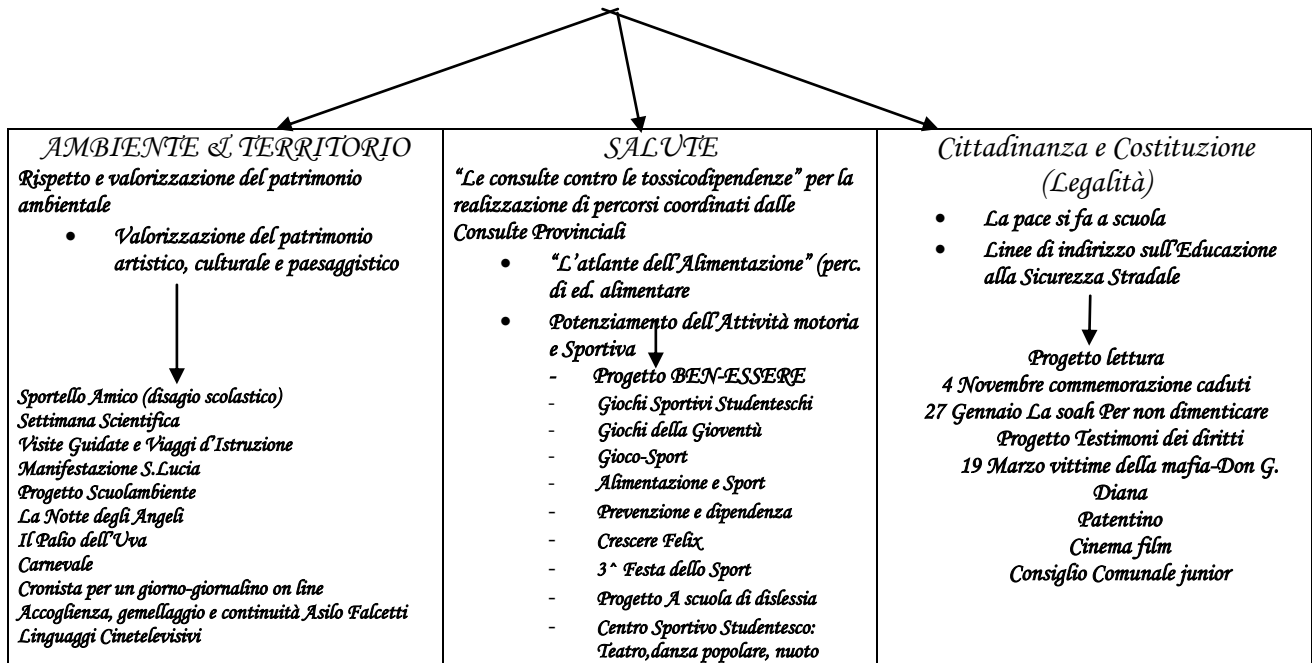 AMBIENTE & TERRITORIO
Rispetto e valorizzazione del patrimonio
ambientale
• Valorizzazione del patrimonio
artistico, culturale e paesaggistico
Sportello Amico (disagio scolastico)
Settimana Scientifica
Visite Guidate e Viaggi d'Istruzione
Manifestazione S.Lucia
Progetto Scuolambiente
La Notte degli Angeli
Il Palio dell'Uva
Carnevale
Cronista per un giorno-giornalino on line
Accoglienza, gemellaggio e continuità Asilo Falcetti
Linguaggi Cinetelevisivi
SALUTE
"Le consulte contro le tossicodipendenze" per la
realizzazione di percorsi coordinati dalle
Consulte Provinciali
• "L'atlante dell'Alimentazione" (perc.
di ed. alimentare
• Potenziamento dell'Attività motoria
e Sportiva
- Progetto BEN-ESSERE
- Giochi Sportivi Studenteschi
- Giochi della Gioventù
- Gioco-Sport
- Alimentazione e Sport
- Prevenzione e dipendenza
- Crescere Felix
- 3^ Festa dello Sport
- Progetto A scuola di dislessia
- Centro Sportivo Studentesco:
Teatro,danza popolare, nuoto
Cittadinanza e Costituzione
(Legalità)
• La pace si fa a scuola
• Linee di indirizzo sull'Educazione
alla Sicurezza Stradale
Progetto lettura
4 Novembre commemorazione caduti
27 Gennaio La soah Per non dimenticare
Progetto Testimoni dei diritti
19 Marzo vittime della mafia-Don G.
Diana
Patentino
Cinema film
Consiglio Comunale junior